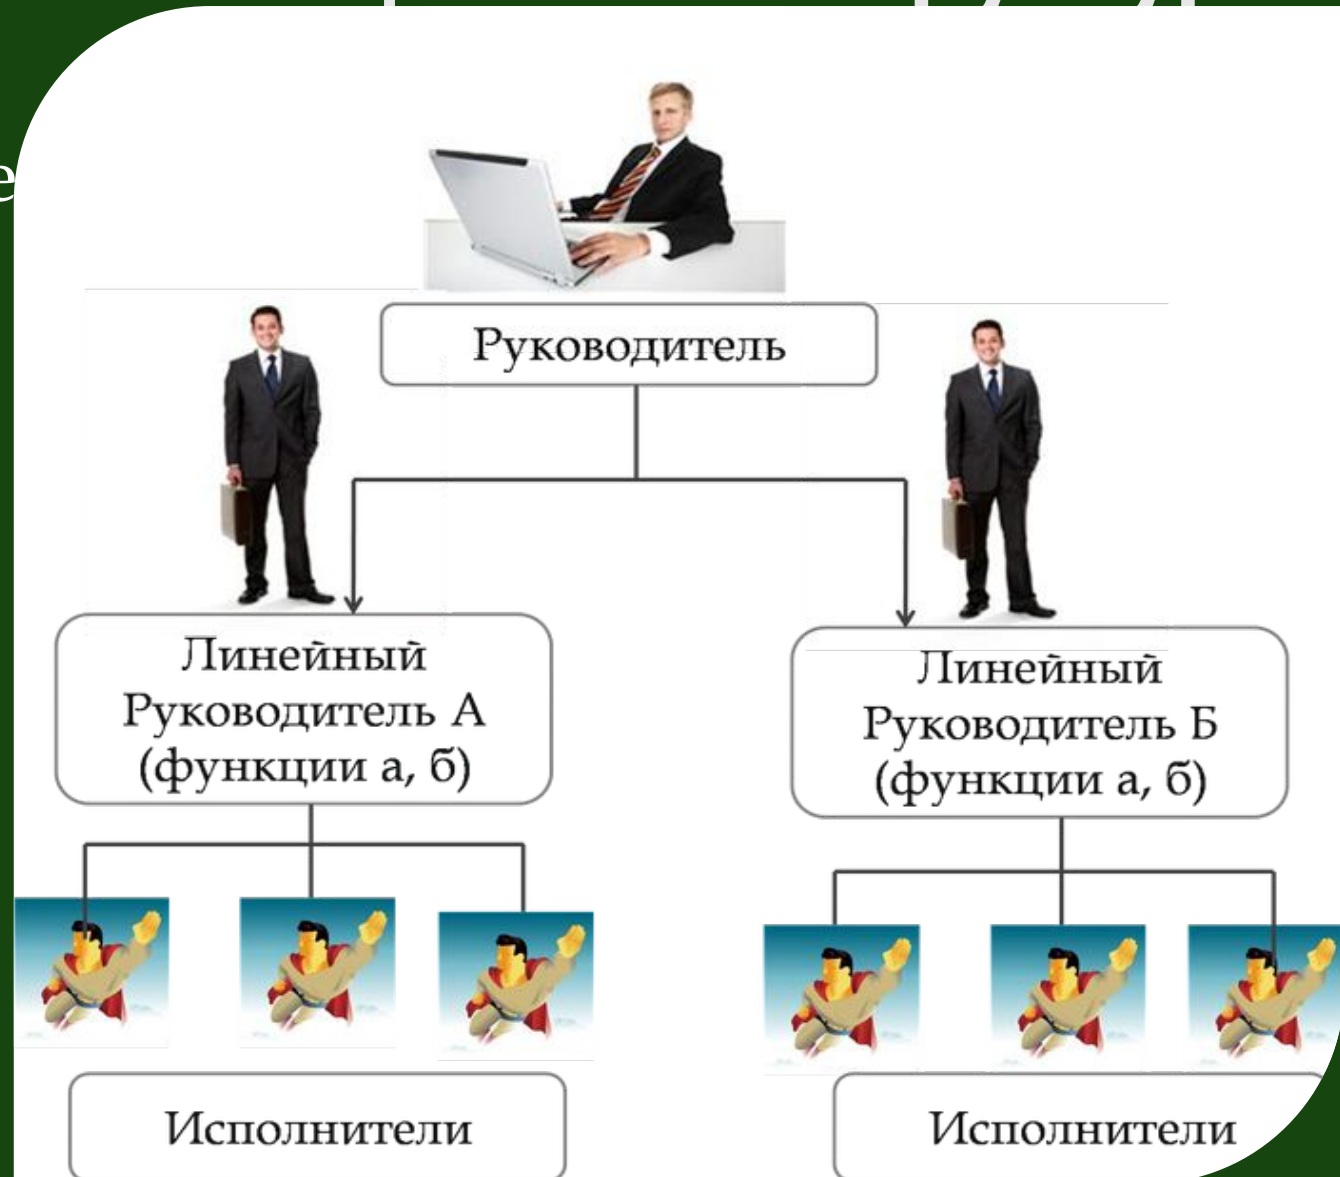 Руководитель
Линейный
Руководитель А
(функции а, б)
Линейный
Руководитель Б
(функции а, б)
Исполнители
Исполнители